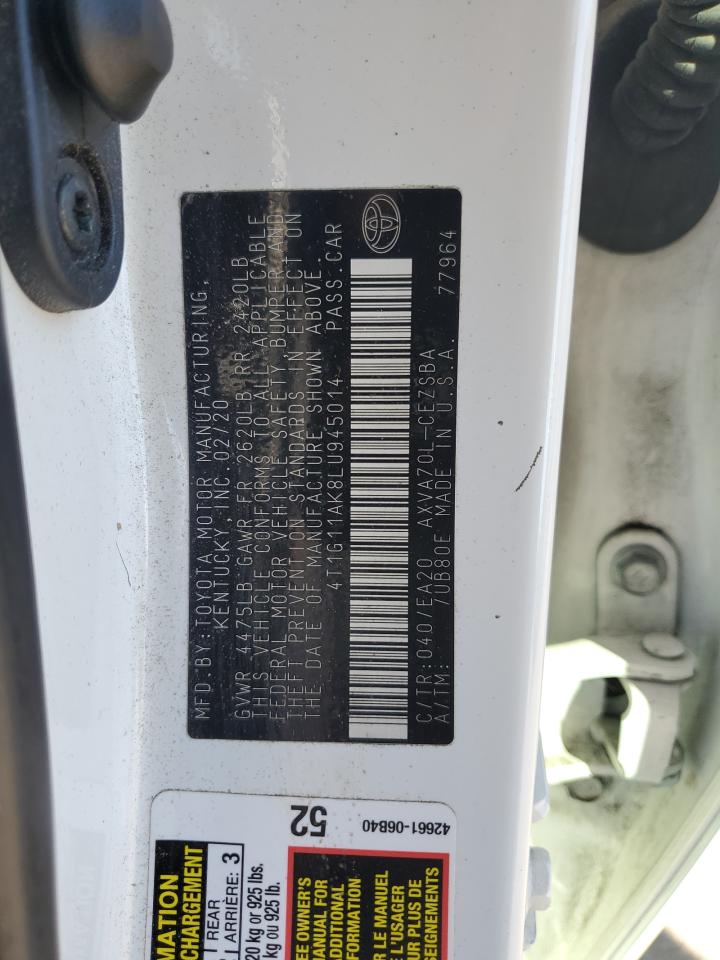 MFD.BY:TOYOTA MOTOR MANUFACTURING,
KENTUCKY,INC.02/20
GVWR 4475LB GAWR FR 2620LB RR 2420LB
THIS VEHICLE CONFORMS TO ALL APPLICABLE
FEDERAL MOTOR VEHICLE SAFETY,BUMPER,AND
THEFT PREVENTION STANDARDS IN EFFECT ON
THE DATE OF MANUFACTURE SHOWN ABOVE.
4T1G11AK8LU945014 PASS.CAR
C/TR:040/EA20 AXVA70L-CEZSBA
A/TM: /UB80E MADE IN U.S.A. 77964
52
42661-06B40
MATION
CHARGEMENT
REAR
ARRIÈRE: 3
20 kg or 925 lbs.
kg ou 925 lb.
EE OWNER'S
MANUAL FOR
ADDITIONAL
FORMATION
R LE MANUEL
L'USAGER
R DE
SEIGNEMENTS